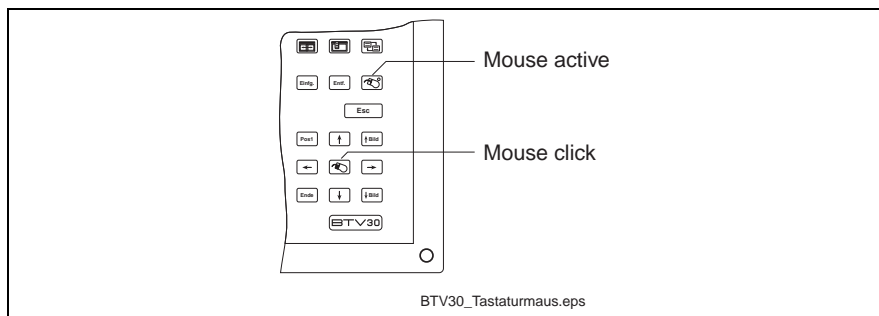 Mouse active
Einfg. Entf.
Esc
Pos1 ↑ ↑ Bild
Mouse click
← →
Ende ↓ ↓ Bild
BTV30
BTV30_Tastaturmaus.eps